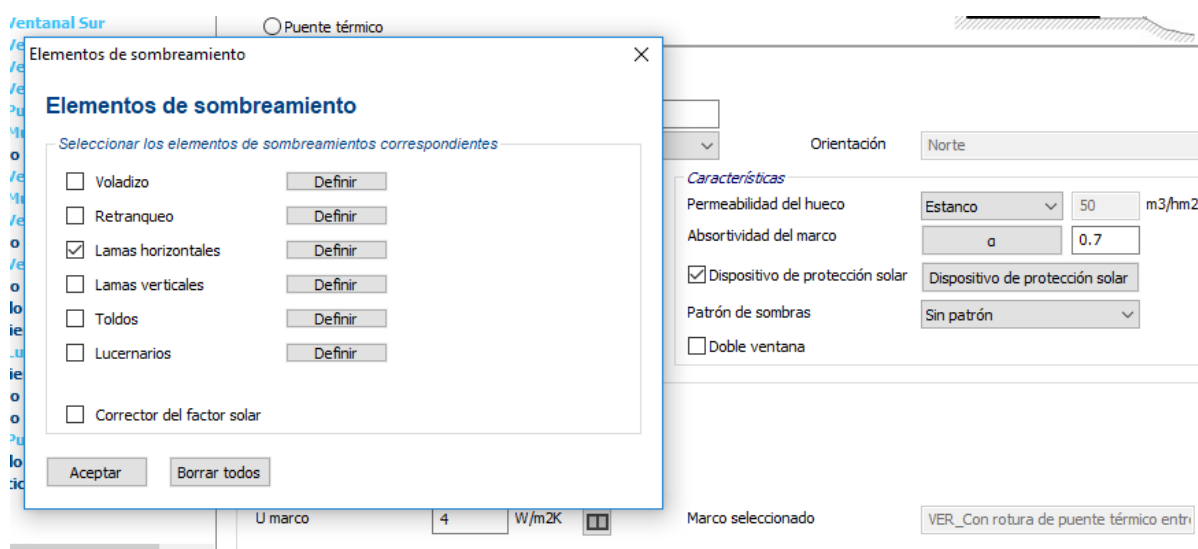 Ventanal Sur
Puente térmico
Elementos de sombreamiento
Elementos de sombreamiento
Seleccionar los elementos de sombreamientos correspondientes
Voladizo Definir
Retranqueo Definir
Lamas horizontales Definir
Lamas verticales Definir
Toldos Definir
Lucernarios Definir
Corrector del factor solar
Aceptar Borrar todos
Orientación Norte
Características
Permeabilidad del hueco Estanco 50 m3/hm2
Absortividad del marco α 0.7
Dispositivo de protección solar Dispositivo de protección solar
Patrón de sombras Sin patrón
Doble ventana
U marco 4 W/m2K Marco seleccionado VER_Con rotura de puente térmico entr